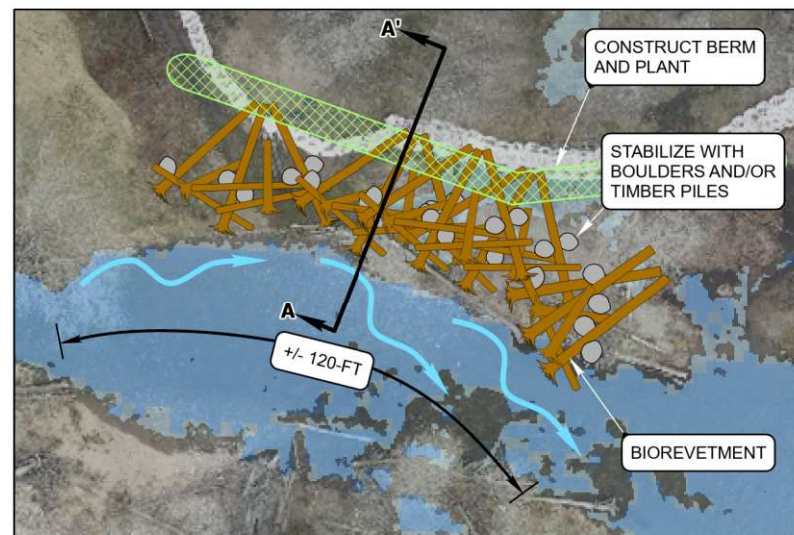 A'
CONSTRUCT BERM
AND PLANT
STABILIZE WITH
BOULDERS AND/OR
TIMBER PILES
A
+/- 120-FT
BIOREVETMENT